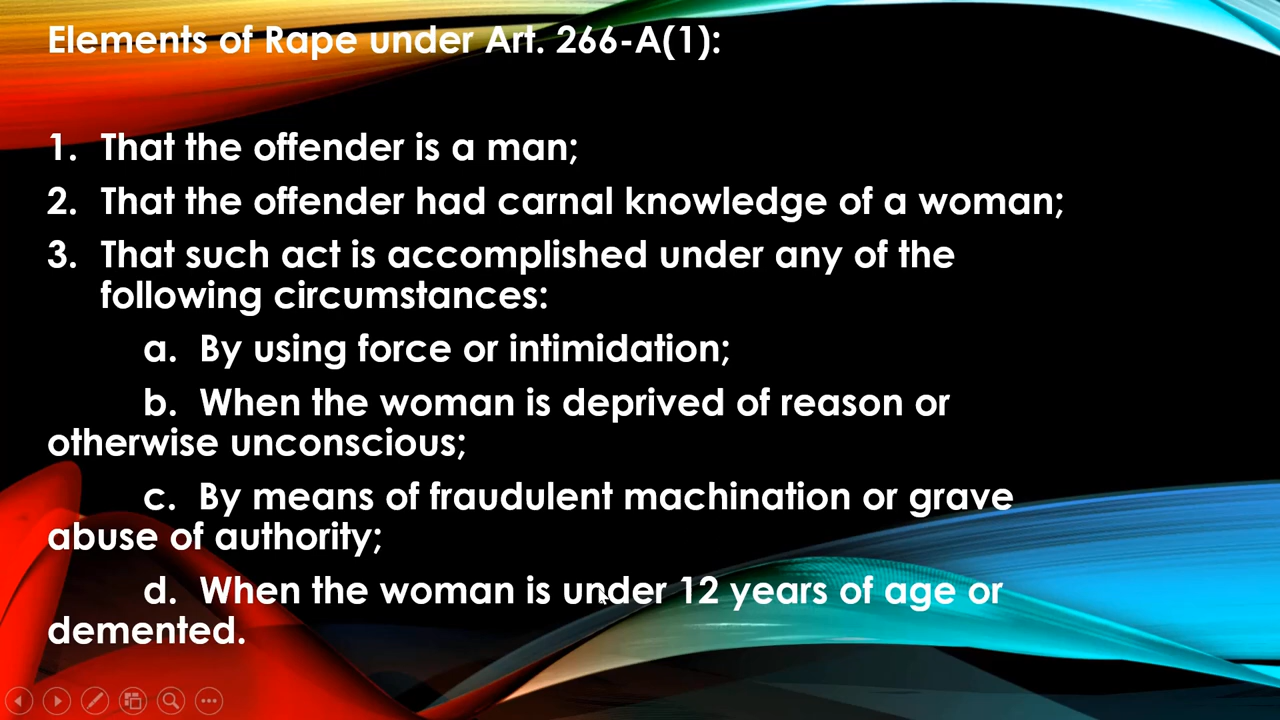 Elements of Rape under Art. 266-A(1):
1. That the offender is a man;
2. That the offender had carnal knowledge of a woman;
3. That such act is accomplished under any of the
following circumstances:
a. By using force or intimidation;
b. When the woman is deprived of reason or
otherwise unconscious;
c. By means of fraudulent machination or grave
abuse of authority;
d. When the woman is under 12 years of age or
demented.